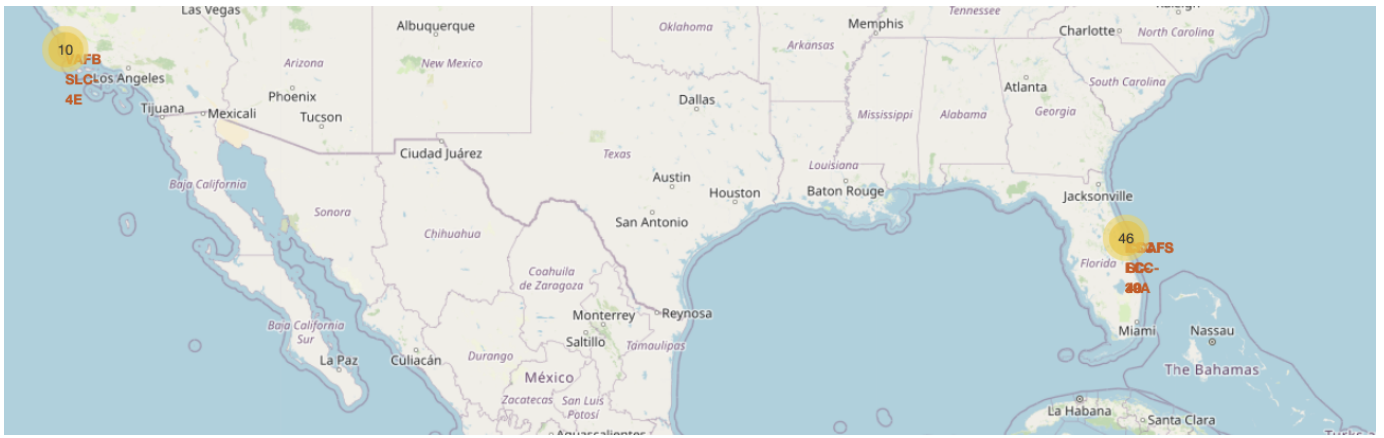 Las Vegas
Albuquerque
Oklahoma
Memphis
Tennessee
Charlotte
North Carolina
10
VAFB
SLC-
4E
Los Angeles
Arizona
New Mexico
Arkansas
South Carolina
Phoenix
Dallas
Atlanta
Tijuana
Mexicali
Tucson
Mississippi
Alabama
Georgia
Ciudad Juárez
Texas
Louisiana
Baja California
Austin
Houston
Baton Rouge
Jacksonville
Sonora
San Antonio
Chihuahua
46
AFS
Florida
Coahuila
de Zaragoza
Monterrey
Reynosa
Baja California
Sur
Saltillo
Tamaulipas
Miami
Nassau
La Paz
Culiacán
Durango
The Bahamas
México
Zacatecas
San Luis
Potosí
La Habana
Santa Clara
Aguascalientes